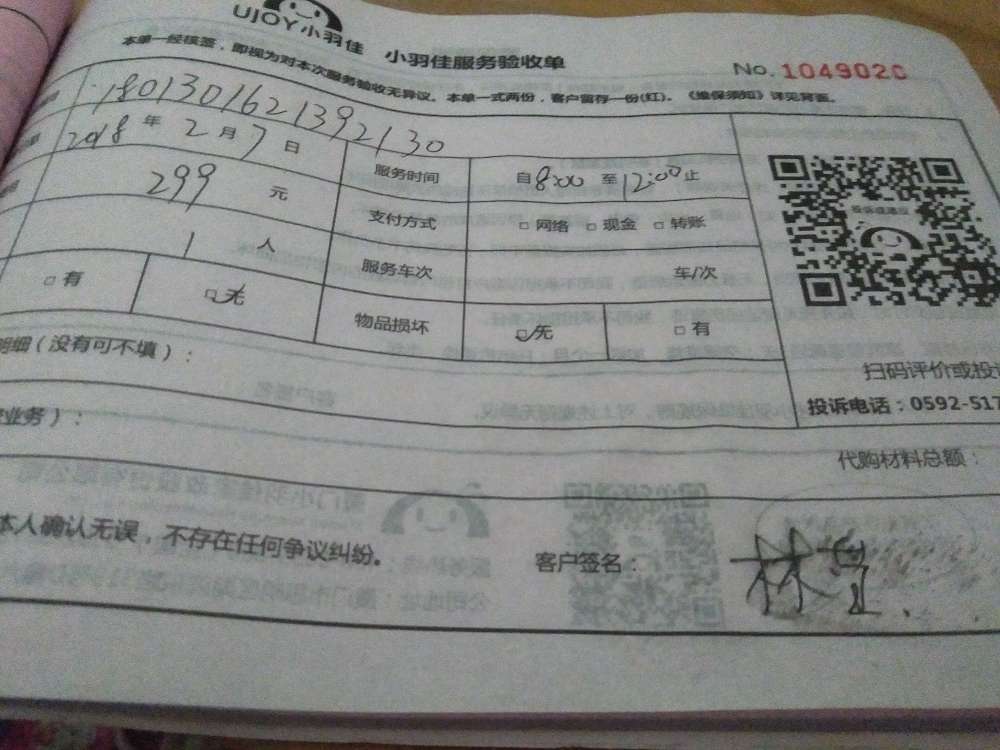 UJOY小羽佳 小羽佳服务验收单
No. 1049020
本单一经核签，即视为对本次服务验收无异议。本单一式两份，客户留存一份(红)。《维保须知》详见背面。
1801301621392130
2018 年 2 月 7 日 服务时间 自 8:00 至 12:00 止
299 元 支付方式 □ 网络 □ 现金 □ 转账
1 人 服务车次 车/次
□ 有 □ 无 物品损坏 □ 无 □ 有
扫码评价或投
明细（没有可不填）：
投诉电话：0592-517
业务）：
代购材料总额：
本人确认无误，不存在任何争议纠纷。 客户签名：林